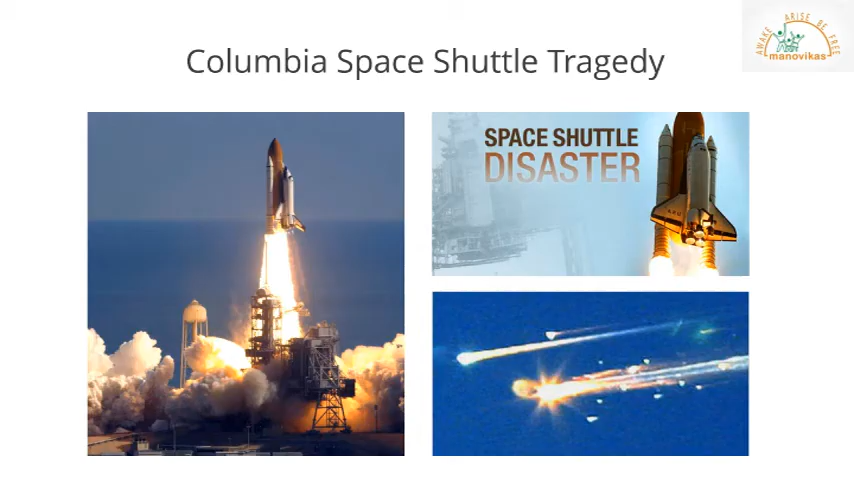 Columbia Space Shuttle Tragedy
AWAKE ARISE BE FREE
manovikas
SPACE SHUTTLE
DISASTER